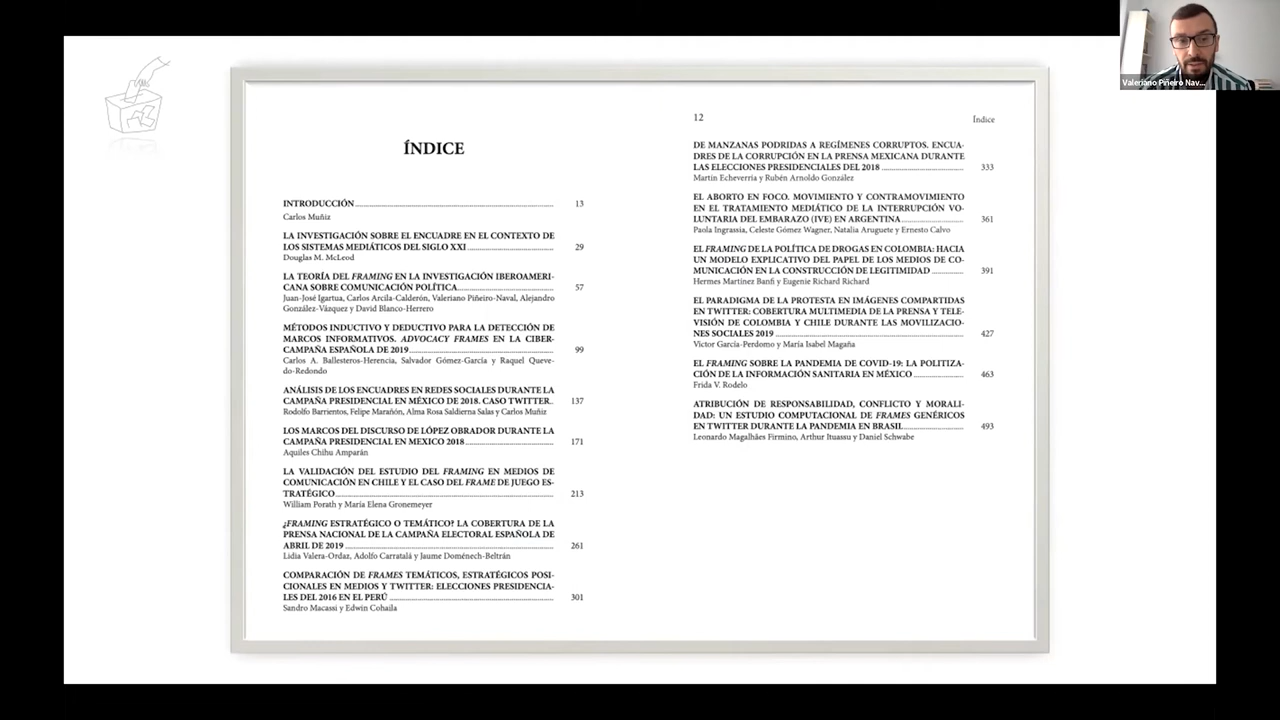 ÍNDICE
INTRODUCCIÓN 13
Carlos Muñiz
LA INVESTIGACIÓN SOBRE EL ENCUADRE EN EL CONTEXTO DE
LOS SISTEMAS MEDIÁTICOS DEL SIGLO XXI 29
Douglas M. McLeod
LA TEORÍA DEL FRAMING EN LA INVESTIGACIÓN IBEROAMERI-
CANA SOBRE COMUNICACIÓN POLÍTICA 57
Juan-José Igartua, Carlos Arcila-Calderón, Valeriano Piñeiro-Naval, Alejandro
González-Vázquez y David Blanco-Herrero
MÉTODOS INDUCTIVO Y DEDUCTIVO PARA LA DETECCIÓN DE
MARCOS INFORMATIVOS. ADVOCACY FRAMES EN LA CIBER-
CAMPAÑA ESPAÑOLA DE 2019 99
Carlos A. Ballesteros-Herencia, Salvador Gómez-García y Raquel Queve-
do-Redondo
ANÁLISIS DE LOS ENCUADRES EN REDES SOCIALES DURANTE LA
CAMPAÑA PRESIDENCIAL EN MÉXICO DE 2018. CASO TWITTER.. 137
Rodolfo Barrientos, Felipe Marañón, Alma Rosa Saldierna Salas y Carlos Muñiz
LOS MARCOS DEL DISCURSO DE LÓPEZ OBRADOR DURANTE LA
CAMPAÑA PRESIDENCIAL EN MEXICO 2018 171
Aquiles Chihu Amparán
LA VALIDACIÓN DEL ESTUDIO DEL FRAMING EN MEDIOS DE
COMUNICACIÓN EN CHILE Y EL CASO DEL FRAME DE JUEGO ES-
TRATÉGICO 213
William Porath y María Elena Gronemeyer
¿FRAMING ESTRATÉGICO O TEMÁTICO? LA COBERTURA DE LA
PRENSA NACIONAL DE LA CAMPAÑA ELECTORAL ESPAÑOLA DE
ABRIL DE 2019 261
Lidia Valera-Ordaz, Adolfo Carratalá y Jaume Doménech-Beltrán
COMPARACIÓN DE FRAMES TEMÁTICOS, ESTRATÉGICOS POSI-
CIONALES EN MEDIOS Y TWITTER: ELECCIONES PRESIDENCIA-
LES DEL 2016 EN EL PERÚ 301
Sandro Macassi y Edwin Cohaila
12 Índice
DE MANZANAS PODRIDAS A REGÍMENES CORRUPTOS. ENCUA-
DRES DE LA CORRUPCIÓN EN LA PRENSA MEXICANA DURANTE
LAS ELECCIONES PRESIDENCIALES DEL 2018 333
Martín Echeverría y Rubén Arnoldo González
EL ABORTO EN FOCO. MOVIMIENTO Y CONTRAMOVIMIENTO
EN EL TRATAMIENTO MEDIÁTICO DE LA INTERRUPCIÓN VO-
LUNTARIA DEL EMBARAZO (IVE) EN ARGENTINA 361
Paola Ingrassia, Celeste Gómez Wagner, Natalia Aruguete y Ernesto Calvo
EL FRAMING DE LA POLÍTICA DE DROGAS EN COLOMBIA: HACIA
UN MODELO EXPLICATIVO DEL PAPEL DE LOS MEDIOS DE CO-
MUNICACIÓN EN LA CONSTRUCCIÓN DE LEGITIMIDAD 391
Hermes Martínez Banfi y Eugenie Richard Richard
EL PARADIGMA DE LA PROTESTA EN IMÁGENES COMPARTIDAS
EN TWITTER: COBERTURA MULTIMEDIA DE LA PRENSA Y TELE-
VISIÓN DE COLOMBIA Y CHILE DURANTE LAS MOVILIZACIO-
NES SOCIALES 2019 427
Víctor García-Perdomo y María Isabel Magaña
EL FRAMING SOBRE LA PANDEMIA DE COVID-19: LA POLITIZA-
CIÓN DE LA INFORMACIÓN SANITARIA EN MÉXICO 463
Frida V. Rodelo
ATRIBUCIÓN DE RESPONSABILIDAD, CONFLICTO Y MORALI-
DAD: UN ESTUDIO COMPUTACIONAL DE FRAMES GENÉRICOS
EN TWITTER DURANTE LA PANDEMIA EN BRASIL 493
Leonardo Magalhães Firmino, Arthur Ituassu y Daniel Schwabe
Valeriano Piñeiro Nav...